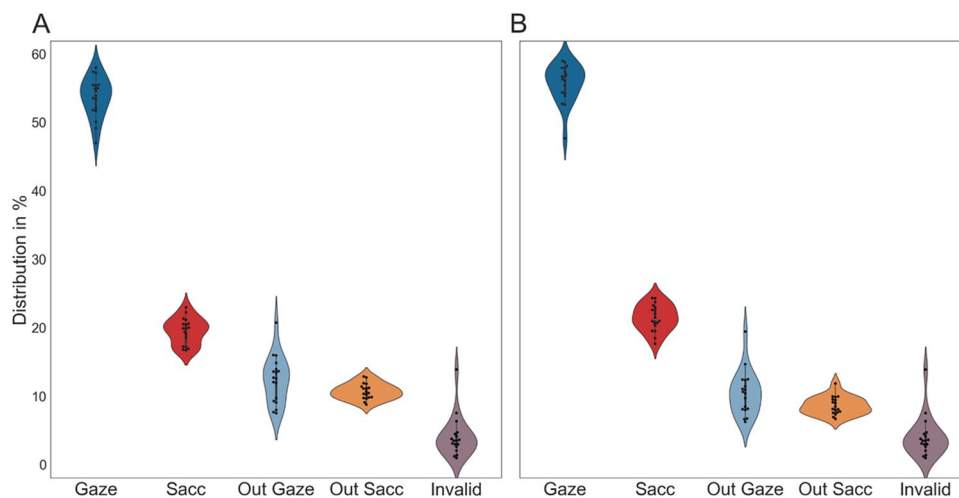 A
B
Distribution in %
60
50
40
30
20
10
0
Gaze Sacc Out Gaze Out Sacc Invalid
Gaze Sacc Out Gaze Out Sacc Invalid